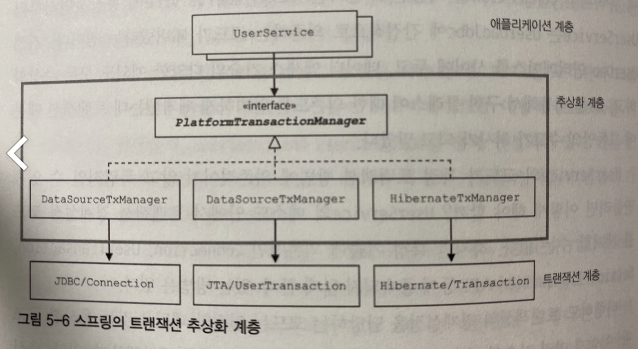 애플리케이션 계층
UserService
추상화 계층
«interface»
PlatformTransactionManager
DataSourceTxManager
DataSourceTxManager
HibernateTxManager
JDBC/Connection
JTA/UserTransaction
Hibernate/Transaction
트랜잭션 계층
그림 5-6 스프링의 트랜잭션 추상화 계층